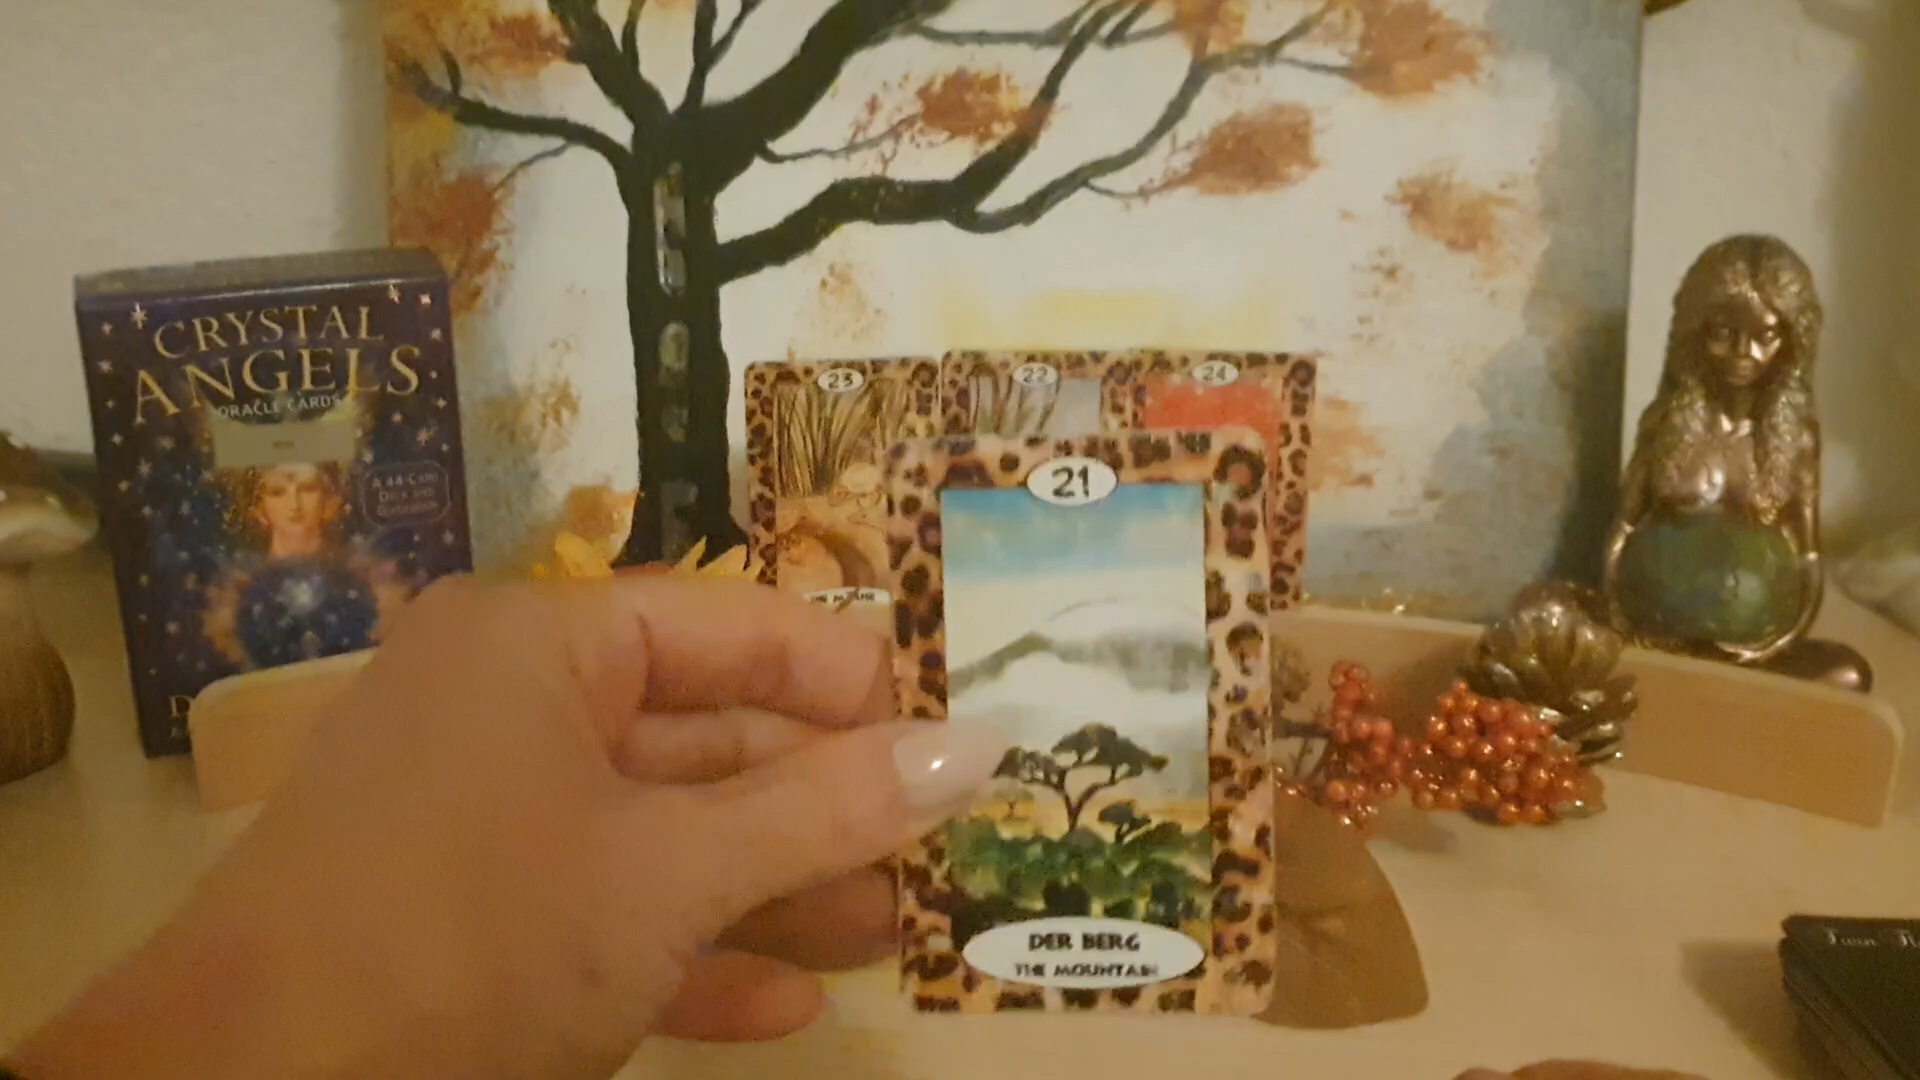 CRYSTAL
ANGELS
ORACLE CARDS
A 44-CARD
DECK AND
GUIDEBOOK
23
22
24
21
DER BERG
THE MOUNTAIN